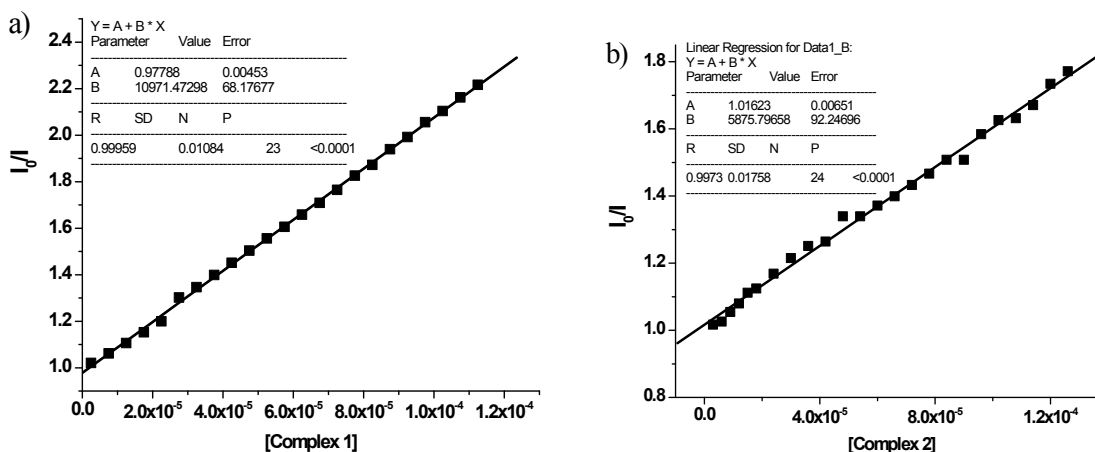 a)
Y = A + B * X
Parameter Value Error
A 0.97788 0.00453
B 10971.47298 68.17677
R SD N P
0.99959 0.01084 23 <0.0001
2.4
2.2
2.0
1.8
1.6
1.4
1.2
1.0
I₀/I
0.0 2.0x10⁻⁵ 4.0x10⁻⁵ 6.0x10⁻⁵ 8.0x10⁻⁵ 1.0x10⁻⁴ 1.2x10⁻⁴
[Complex 1]
b)
Linear Regression for Data1_B:
Y = A + B * X
Parameter Value Error
A 1.01623 0.00651
B 5875.79658 92.24696
R SD N P
0.9973 0.01758 24 <0.0001
1.8
1.6
1.4
1.2
1.0
0.8
I₀/I
0.0 4.0x10⁻⁵ 8.0x10⁻⁵ 1.2x10⁻⁴
[Complex 2]